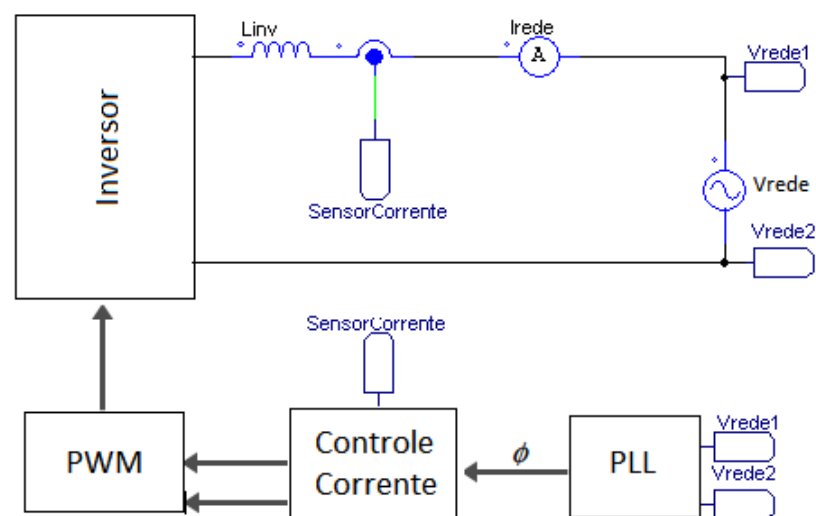 Linv
Irede
A
Vrede1
Inversor
SensorCorrente
Vrede
Vrede2
SensorCorrente
PWM
Controle
Corrente
ϕ
PLL
Vrede1
Vrede2